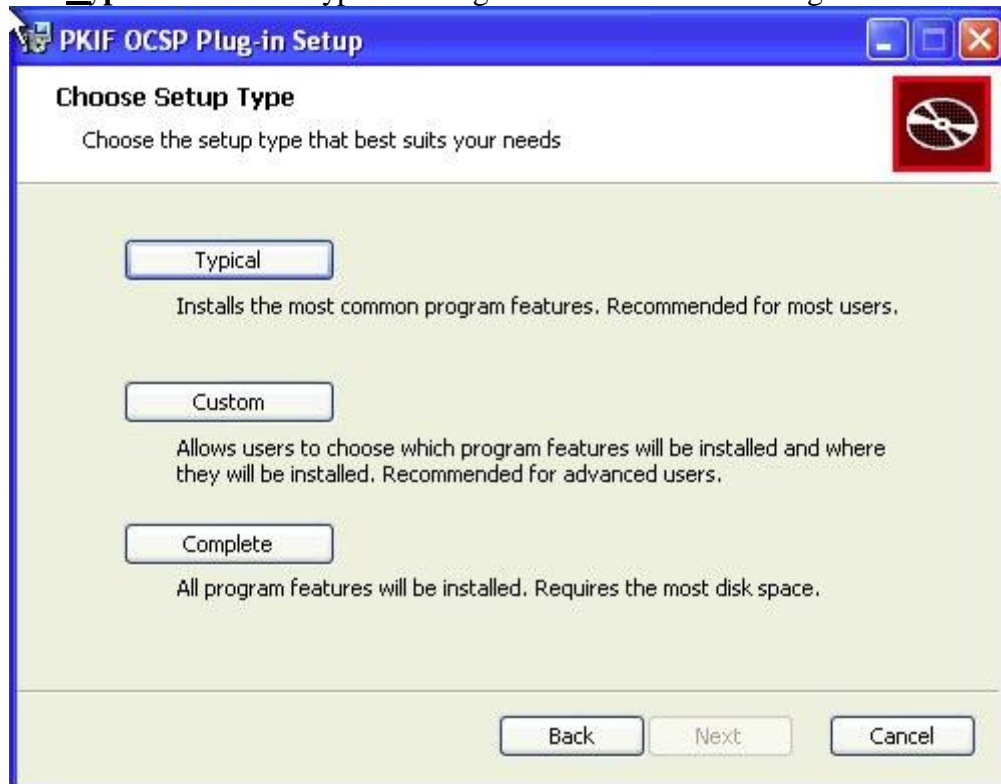 PKIF OCSP Plug-in Setup
Choose Setup Type
Choose the setup type that best suits your needs
Typical
Installs the most common program features. Recommended for most users.
Custom
Allows users to choose which program features will be installed and where
they will be installed. Recommended for advanced users.
Complete
All program features will be installed. Requires the most disk space.
Back Next Cancel